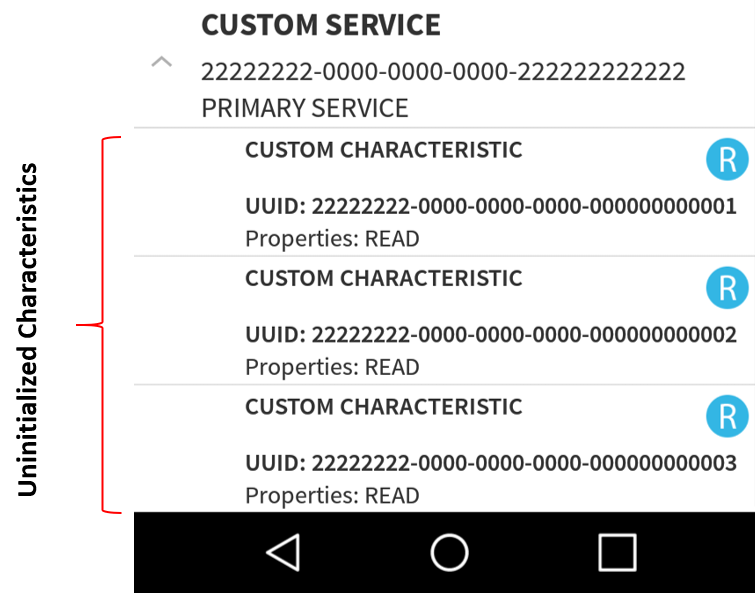 CUSTOM SERVICE
22222222-0000-0000-0000-222222222222
PRIMARY SERVICE
Uninitialized Characteristics
CUSTOM CHARACTERISTIC
R
UUID: 22222222-0000-0000-0000-000000000001
Properties: READ
CUSTOM CHARACTERISTIC
R
UUID: 22222222-0000-0000-0000-000000000002
Properties: READ
CUSTOM CHARACTERISTIC
R
UUID: 22222222-0000-0000-0000-000000000003
Properties: READ